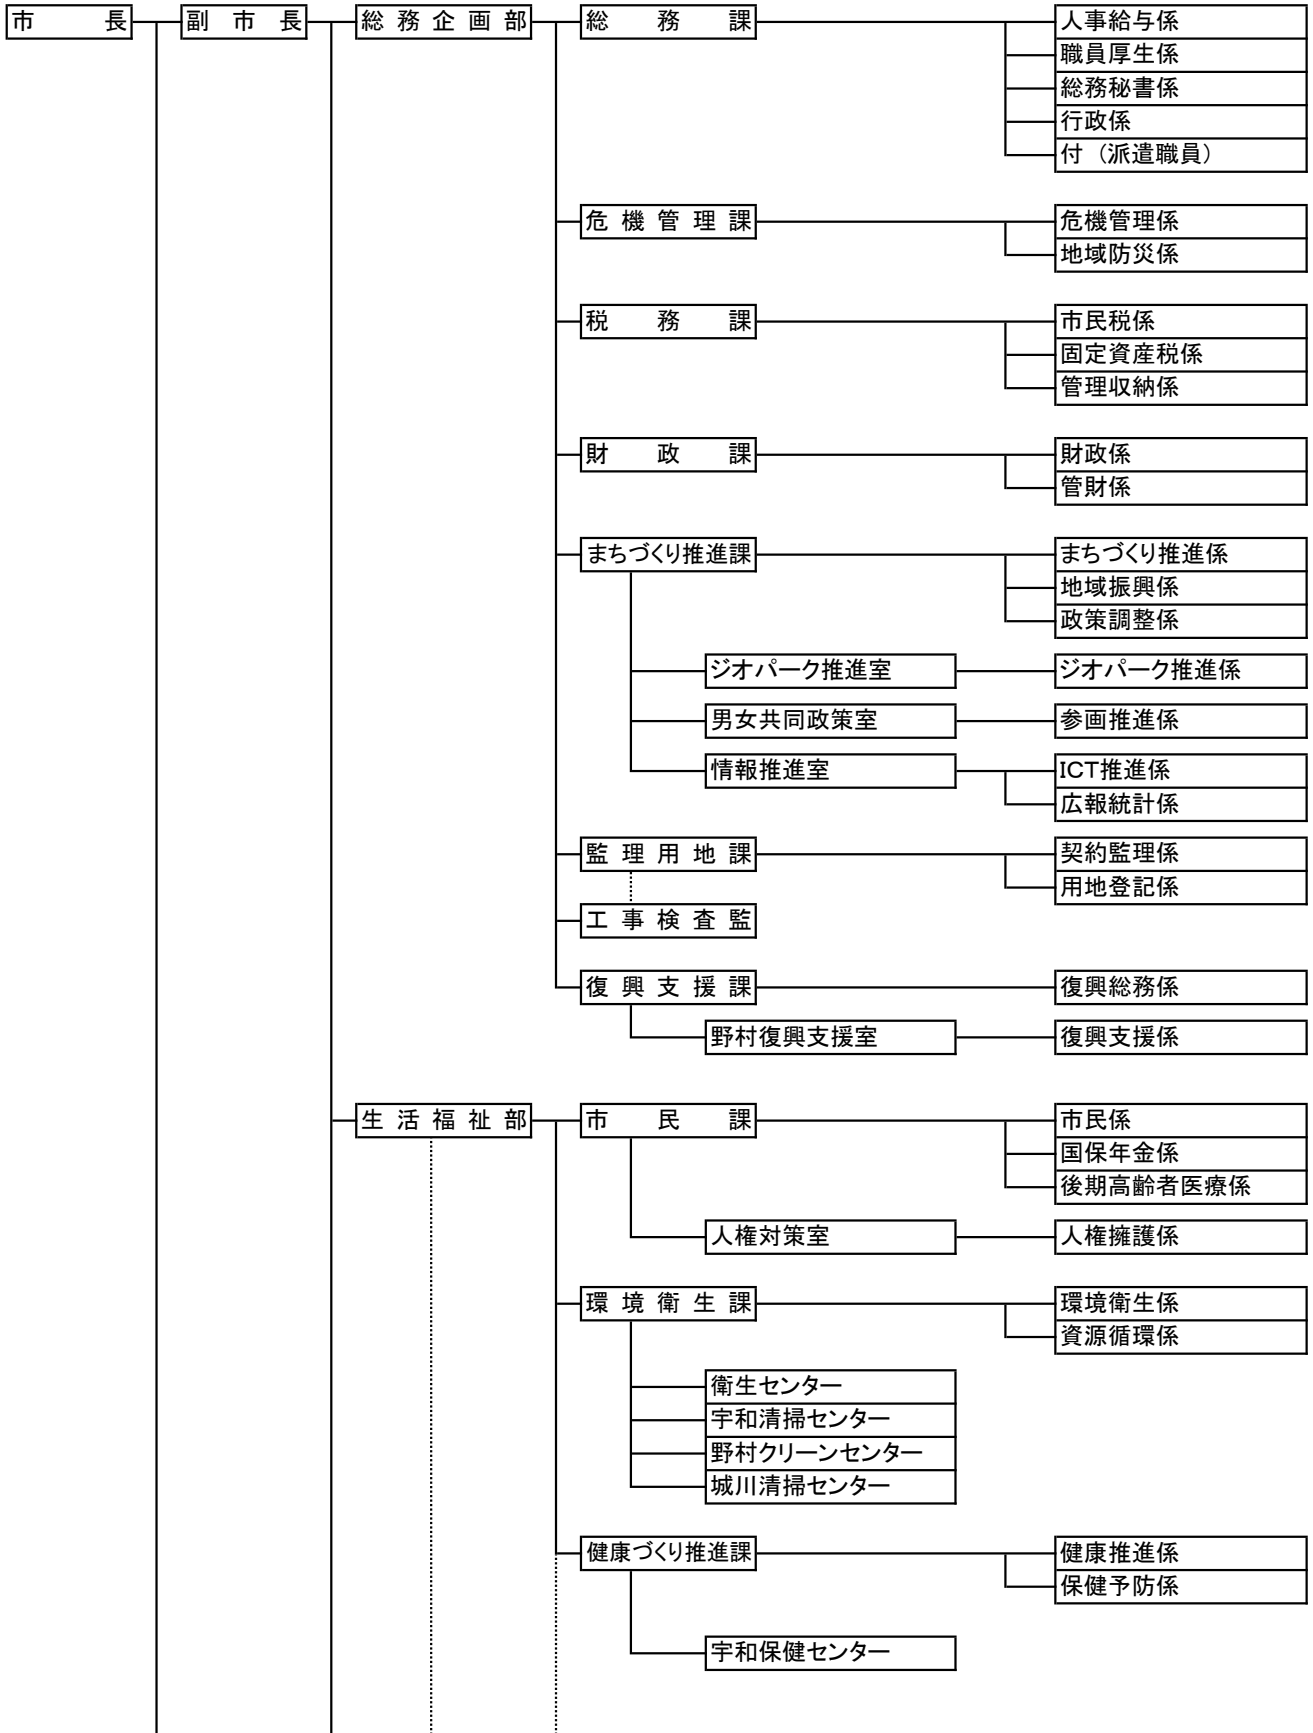 市長 副市長 総務企画部 総務課 人事給与係
職員厚生係
総務秘書係
行政係
付（派遣職員）
危機管理課 危機管理係
地域防災係
税務課 市民税係
固定資産税係
管理収納係
財政課 財政係
管財係
まちづくり推進課 まちづくり推進係
地域振興係
政策調整係
ジオパーク推進室 ジオパーク推進係
男女共同政策室 参画推進係
情報推進室 ICT推進係
広報統計係
監理用地課 契約監理係
用地登記係
工事検査監
復興支援課 復興総務係
野村復興支援室 復興支援係
生活福祉部 市民課 市民係
国保年金係
後期高齢者医療係
人権対策室 人権擁護係
環境衛生課 環境衛生係
資源循環係
衛生センター
宇和清掃センター
野村クリーンセンター
城川清掃センター
健康づくり推進課 健康推進係
保健予防係
宇和保健センター